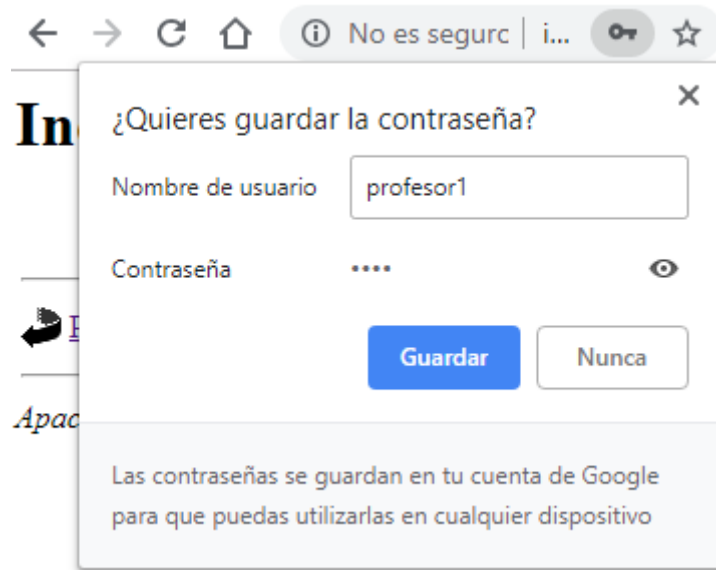 No es segurc | i...
In
¿Quieres guardar la contraseña?
Nombre de usuario profesor1
Contraseña ••••
Guardar Nunca
Apac
Las contraseñas se guardan en tu cuenta de Google
para que puedas utilizarlas en cualquier dispositivo